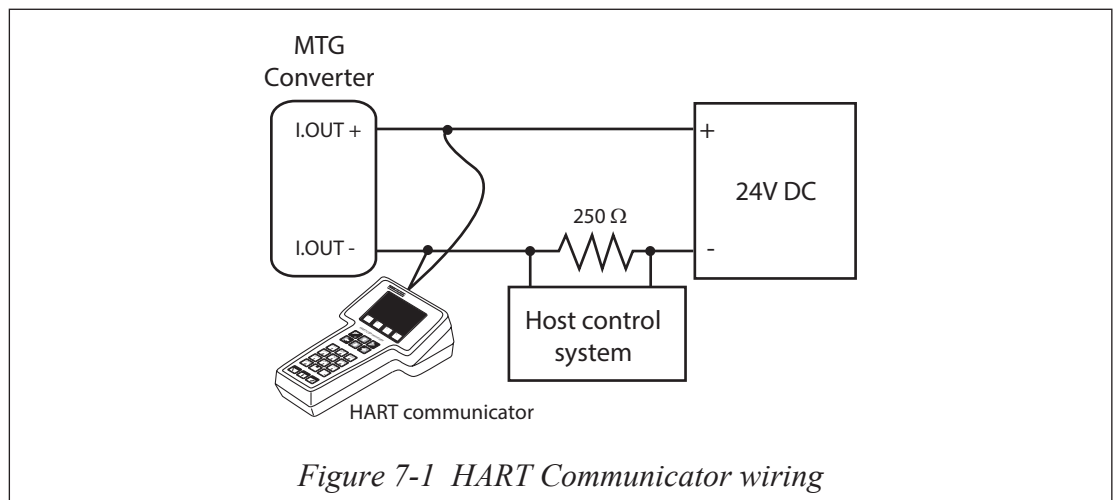 MTG
Converter
I.OUT +
+
24V DC
250 Ω
I.OUT -
-
Host control
system
HART communicator
Figure 7-1 HART Communicator wiring